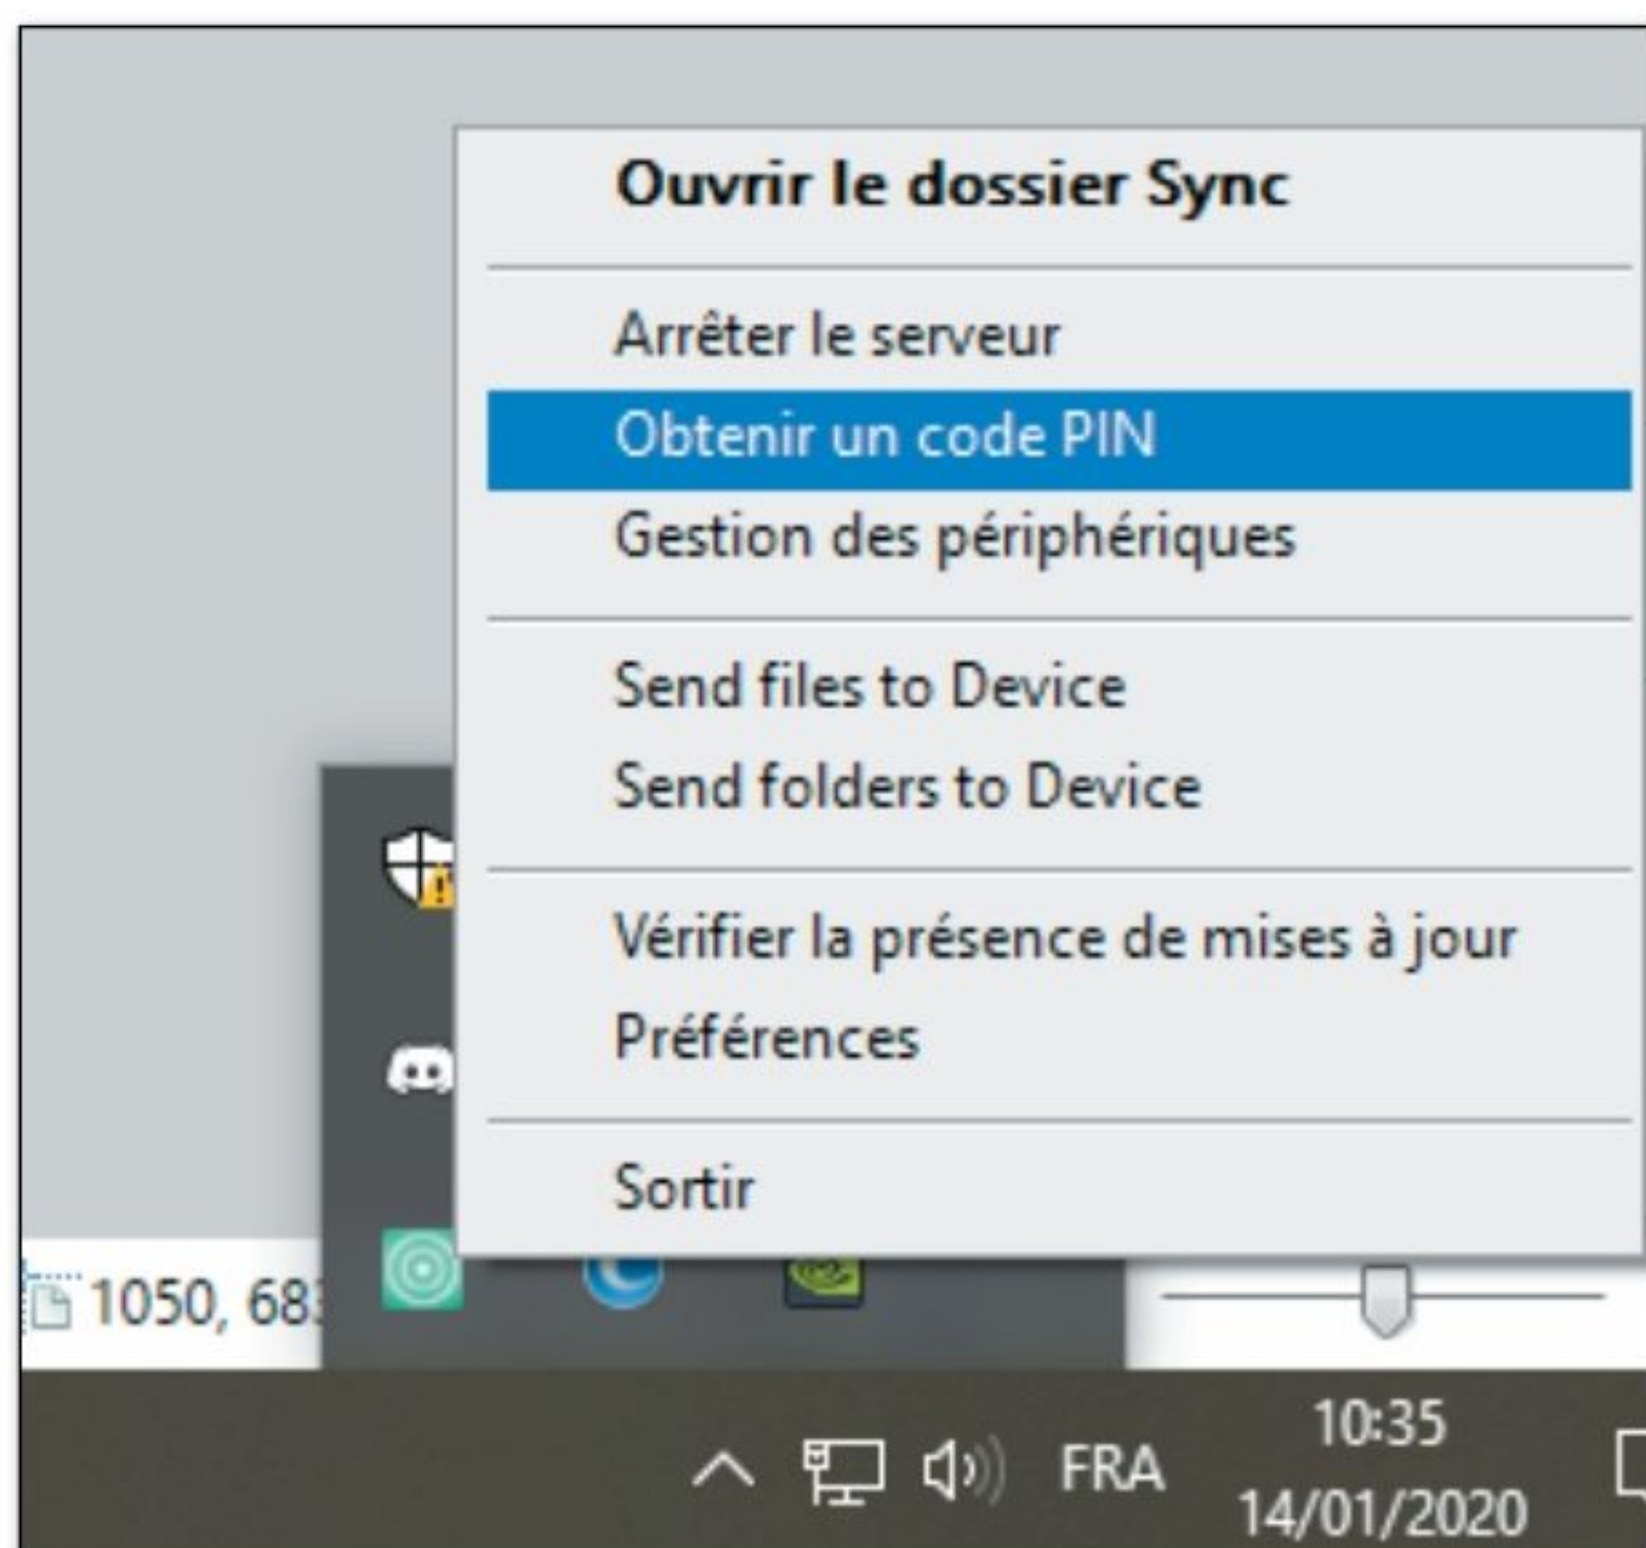 Ouvrir le dossier Sync
Arrêter le serveur
Obtenir un code PIN
Gestion des périphériques
Send files to Device
Send folders to Device
Vérifier la présence de mises à jour
Préférences
Sortir
1050, 683
FRA
10:35
14/01/2020